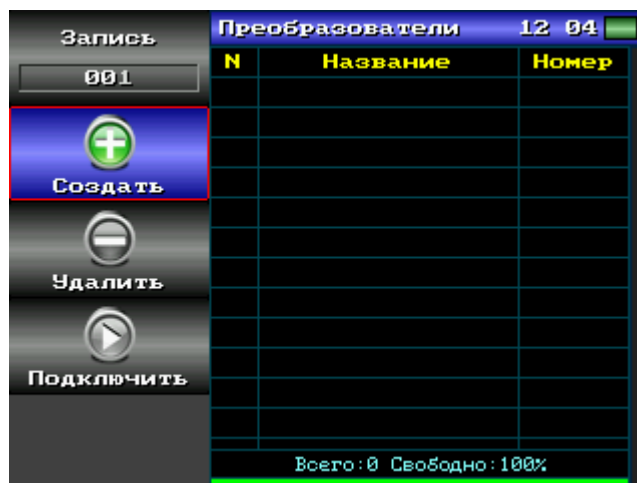 Запись
001
Создать
Удалить
Подключить
Преобразователи 12 04
N Название Номер
Всего:0 Свободно:100%